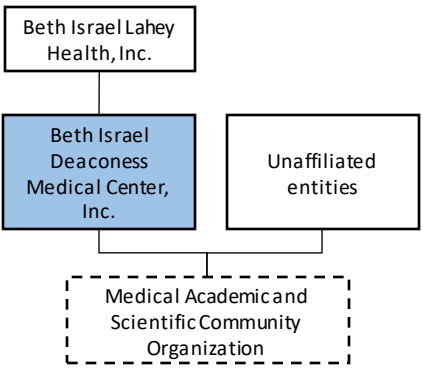 Beth Israel Lahey
Health, Inc.
Beth Israel
Deaconess
Medical Center,
Inc.
Unaffiliated
entities
Medical Academic and
Scientific Community
Organization